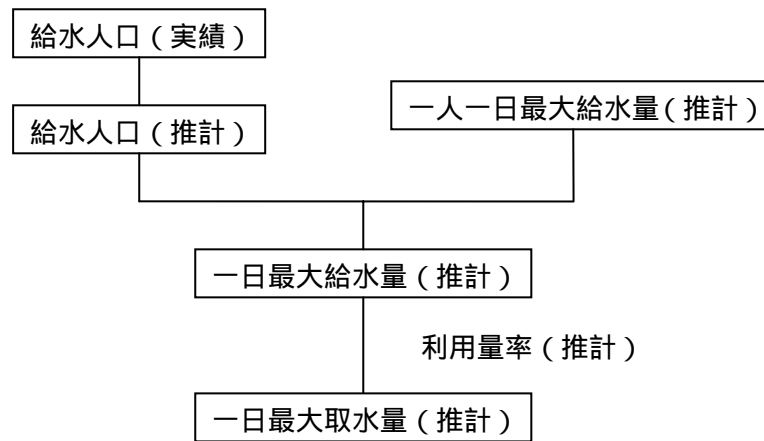 給水人口（実績）
一人一日最大給水量（推計）
給水人口（推計）
一日最大給水量（推計）
利用量率（推計）
一日最大取水量（推計）